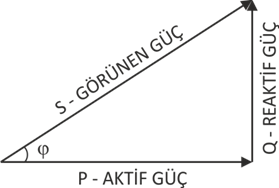 S - GÖRÜNEN GÜÇ
Q - REAKTİF GÜÇ
φ
P - AKTİF GÜÇ